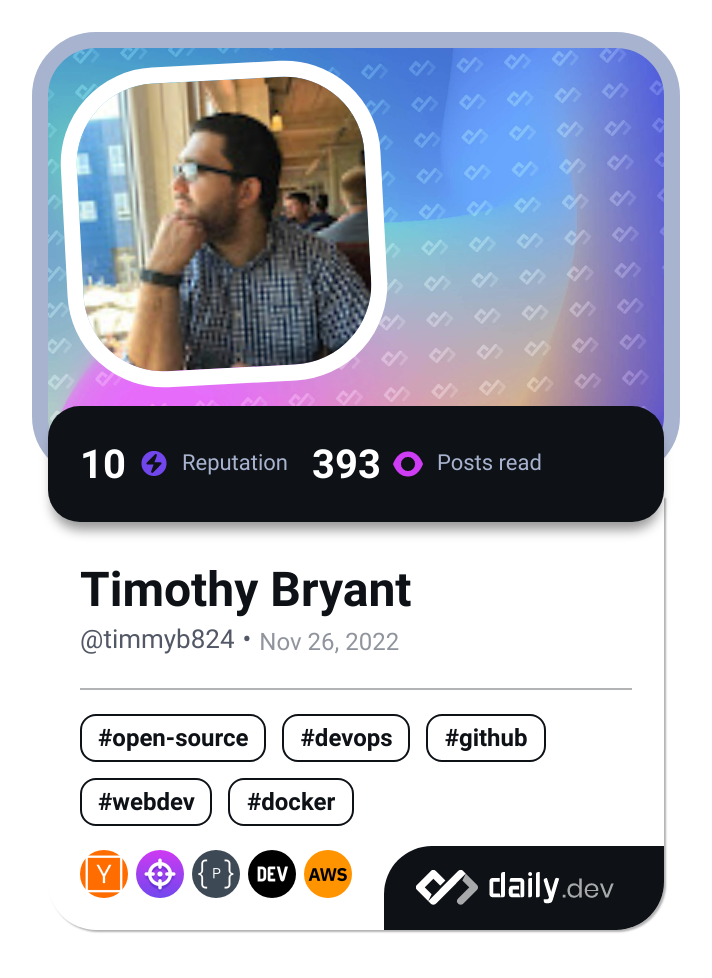 10 Reputation 393 Posts read
Timothy Bryant
@timmyb824 • Nov 26, 2022
#open-source #devops #github
#webdev #docker
Y {P} DEV AWS
daily.dev